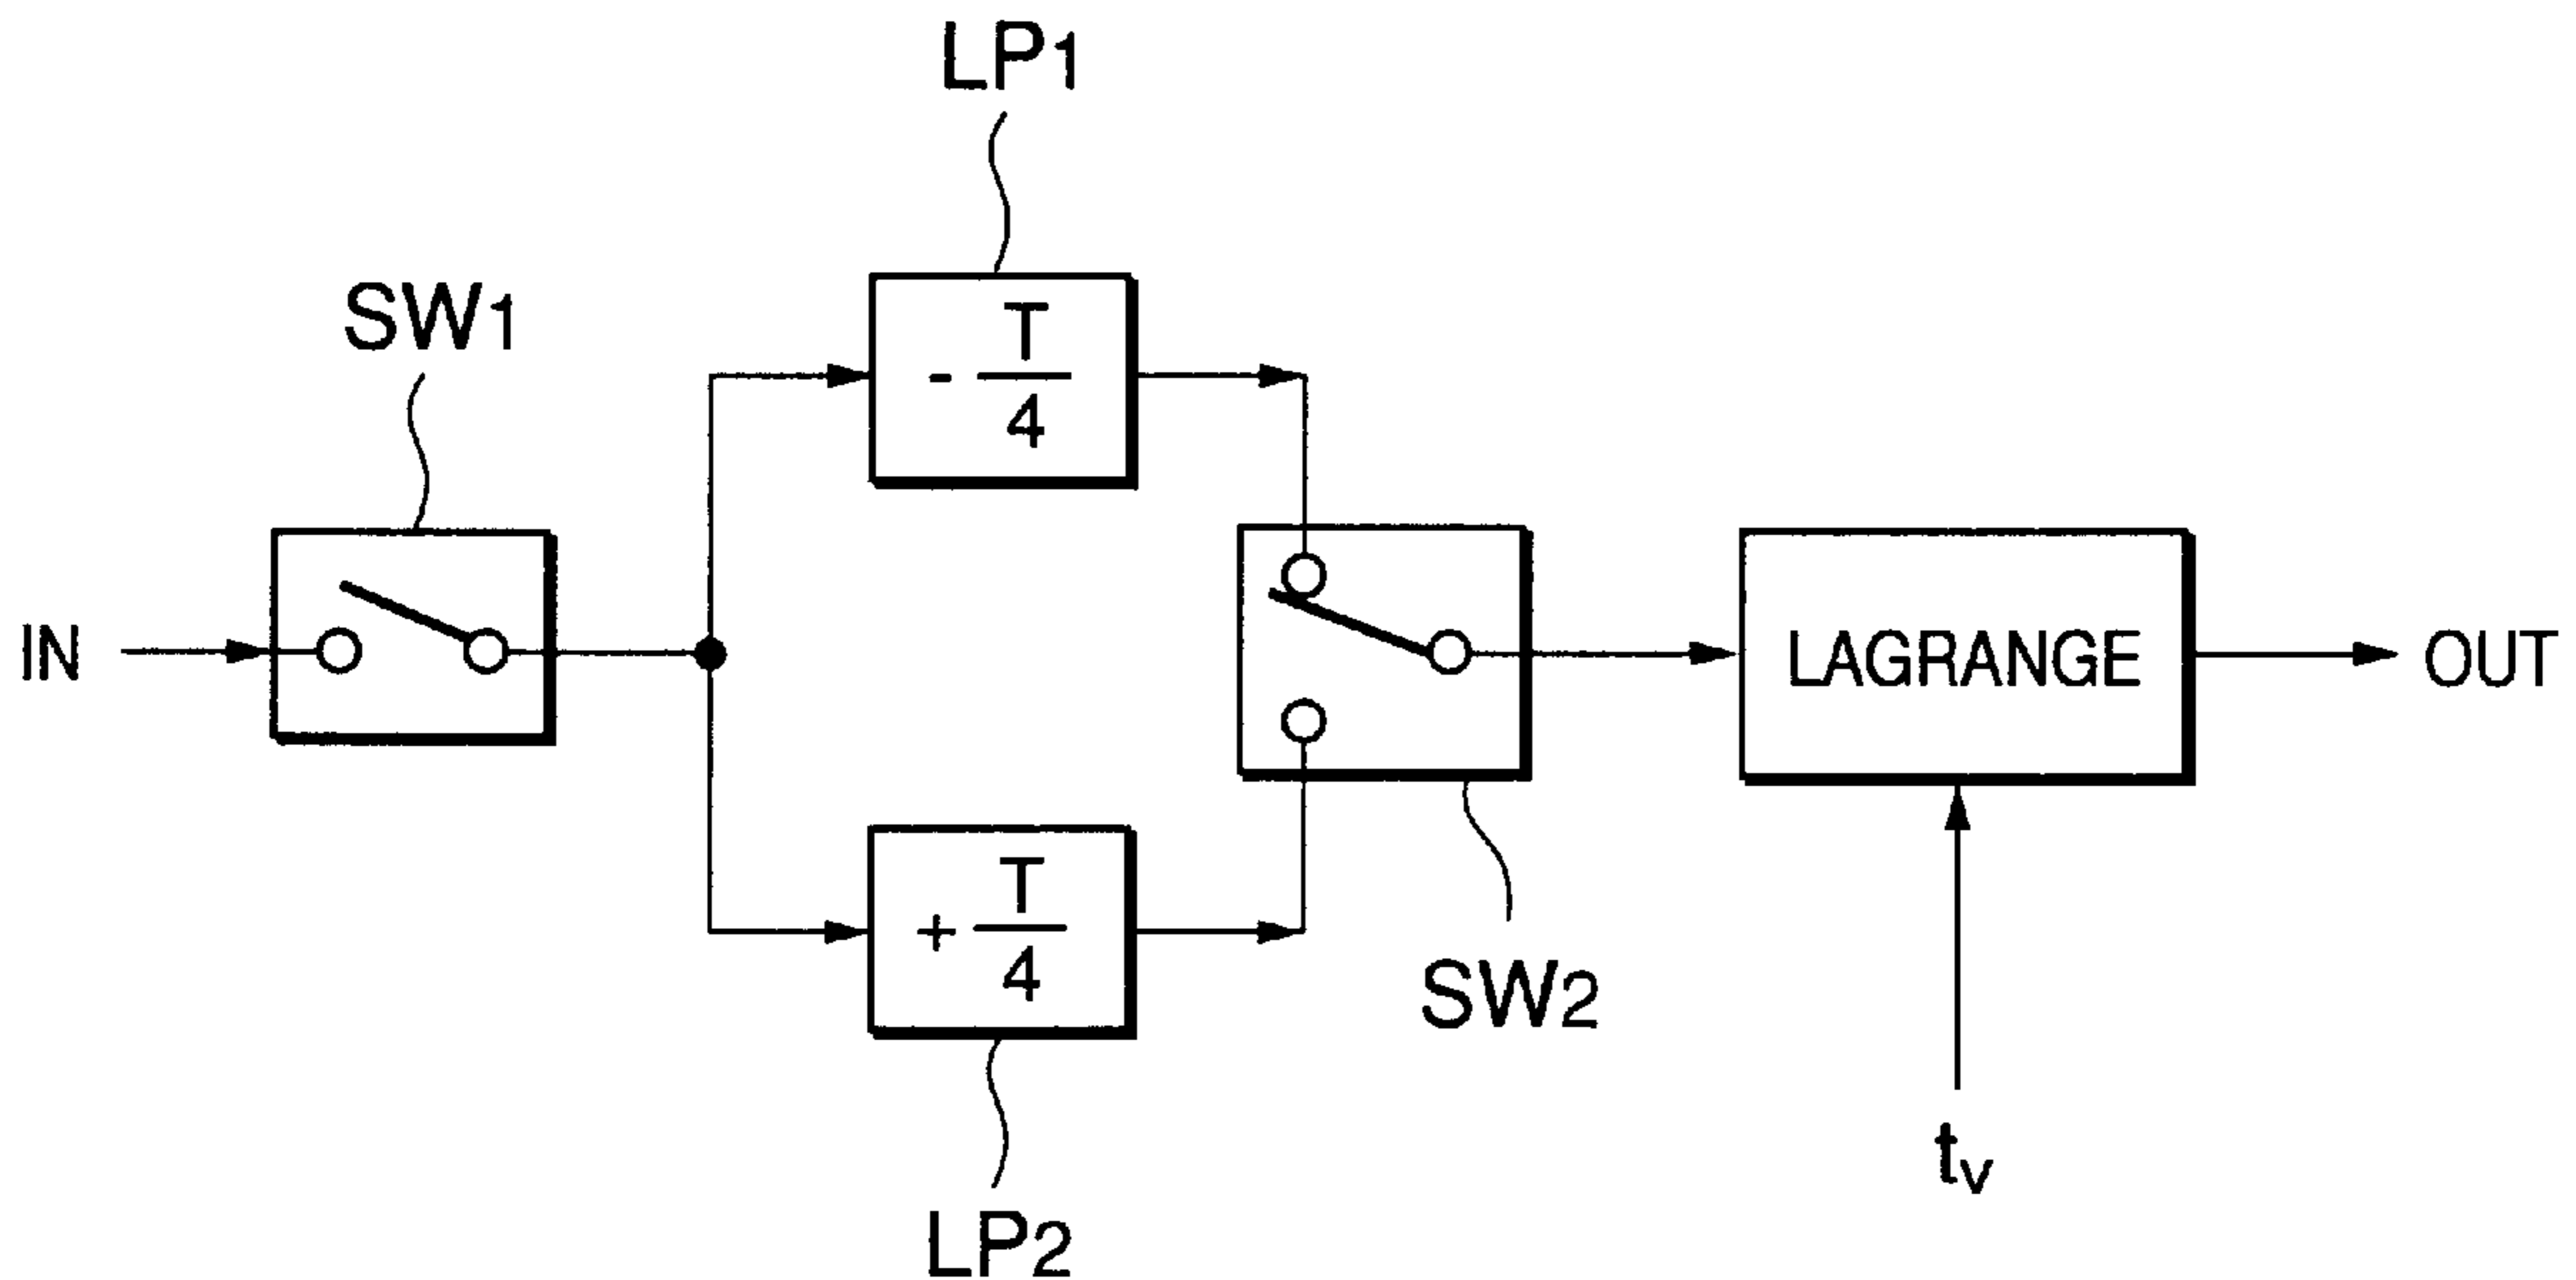 LP1
SW1
- T/4
IN
LAGRANGE
OUT
+ T/4
SW2
tv
LP2